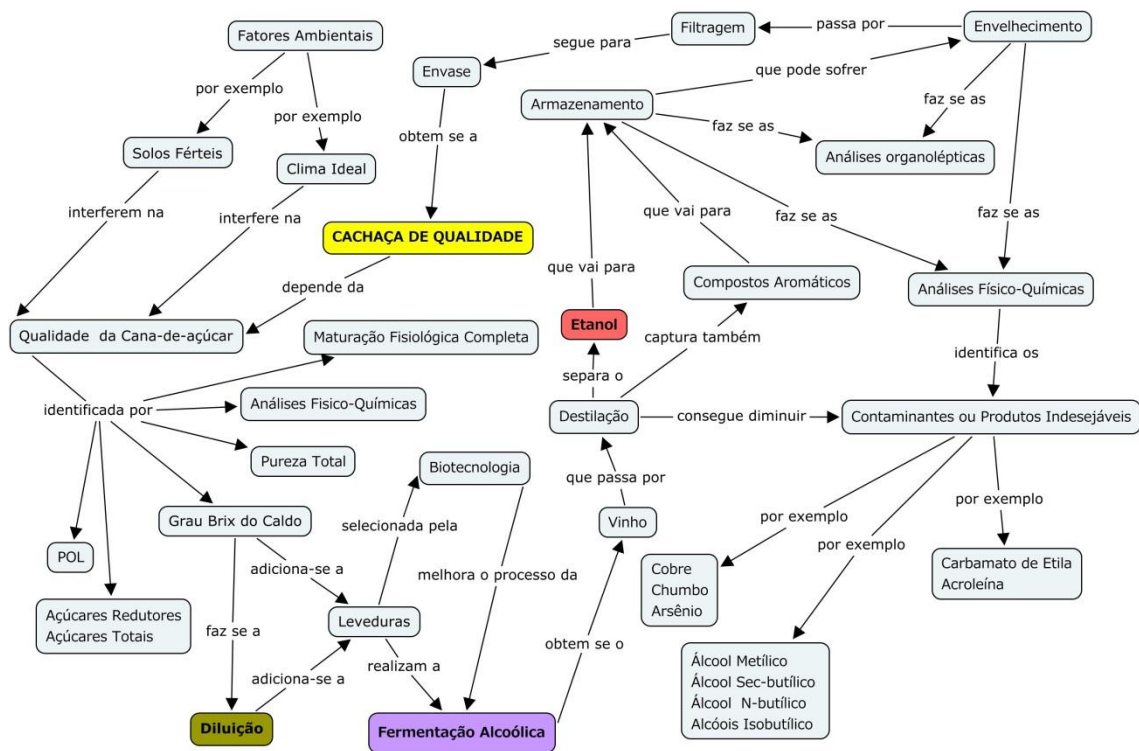 Fatores Ambientais
por exemplo
por exemplo
Solos Férteis
Clima Ideal
interferem na
interfere na
Filtragem
passa por
Envelhecimento
segue para
Envase
obtem se a
CACHAÇA DE QUALIDADE
depende da
Qualidade da Cana-de-açúcar
que pode sofrer
Armazenamento
faz se as
faz se as
Análises organolépticas
que vai para
faz se as
faz se as
que vai para
Compostos Aromáticos
Análises Físico-Químicas
Etanol
captura também
identifica os
separa o
Destilação
consegue diminuir
Contaminantes ou Produtos Indesejáveis
Maturação Fisiológica Completa
identificada por
Análises Fisico-Químicas
Pureza Total
Biotecnologia
Grau Brix do Caldo
selecionada pela
que passa por
Vinho
POL
Açúcares Redutores
Açúcares Totais
adiciona-se a
melhora o processo da
faz se a
Leveduras
adiciona-se a
realizam a
obtem se o
Diluição
Fermentação Alcoólica
por exemplo
por exemplo
por exemplo
Cobre
Chumbo
Arsênio
Carbamato de Etila
Acroleína
Álcool Metílico
Álcool Sec-butílico
Álcool N-butílico
Alcóois Isobutílico